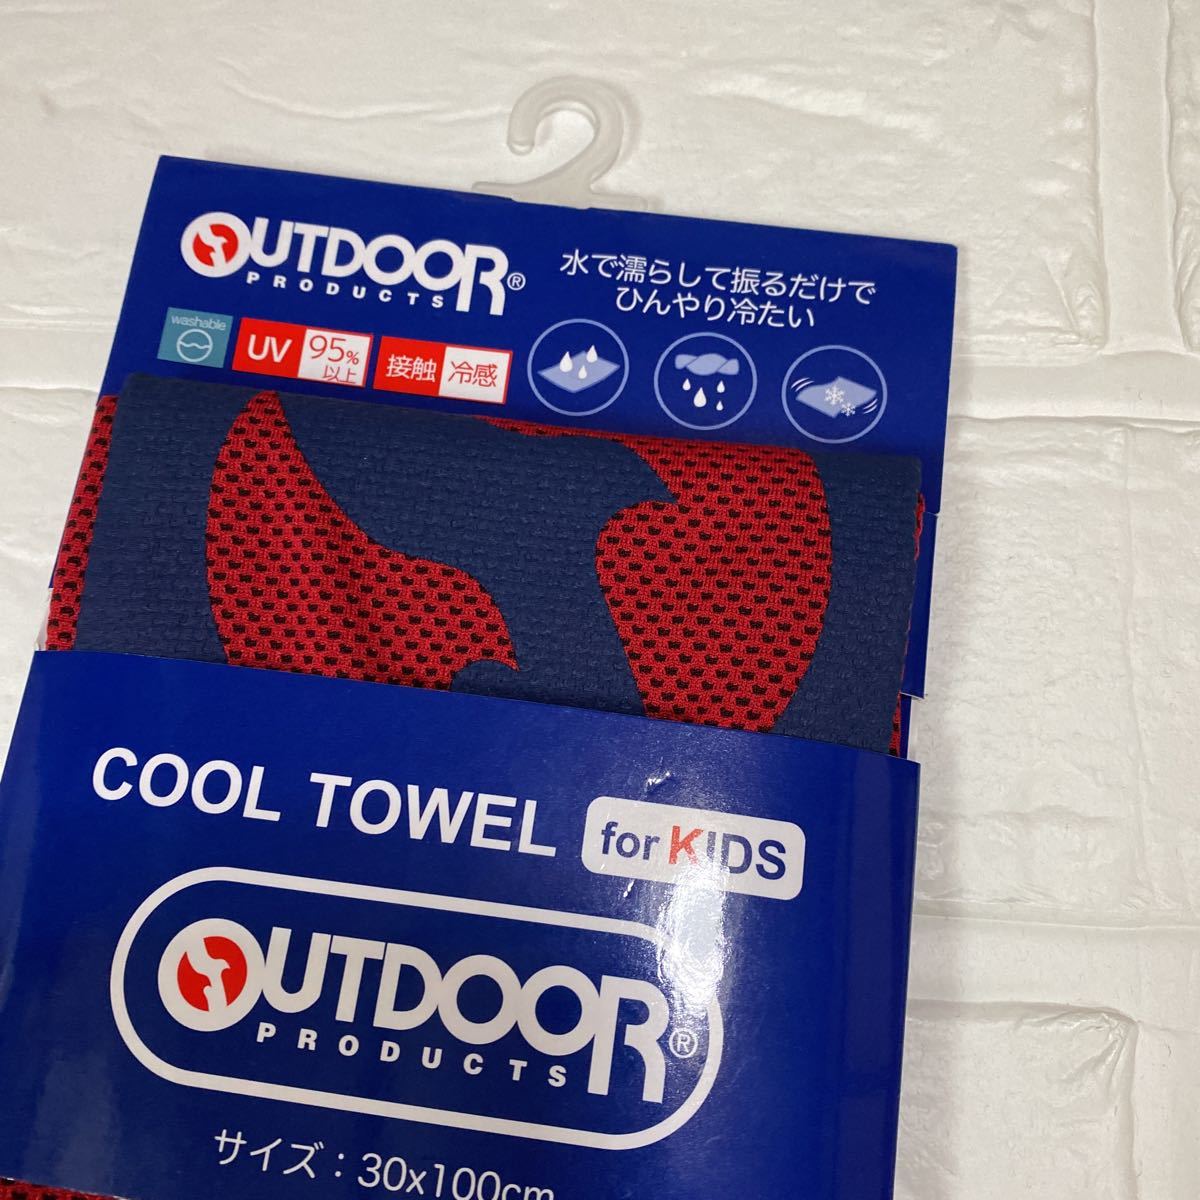 OUTDOOR®
PRODUCTS
水で濡らして振るだけで
ひんやり冷たい
washable
UV 95%以上
接触 冷感
COOL TOWEL for KIDS
OUTDOOR®
PRODUCTS
サイズ：30x100cm